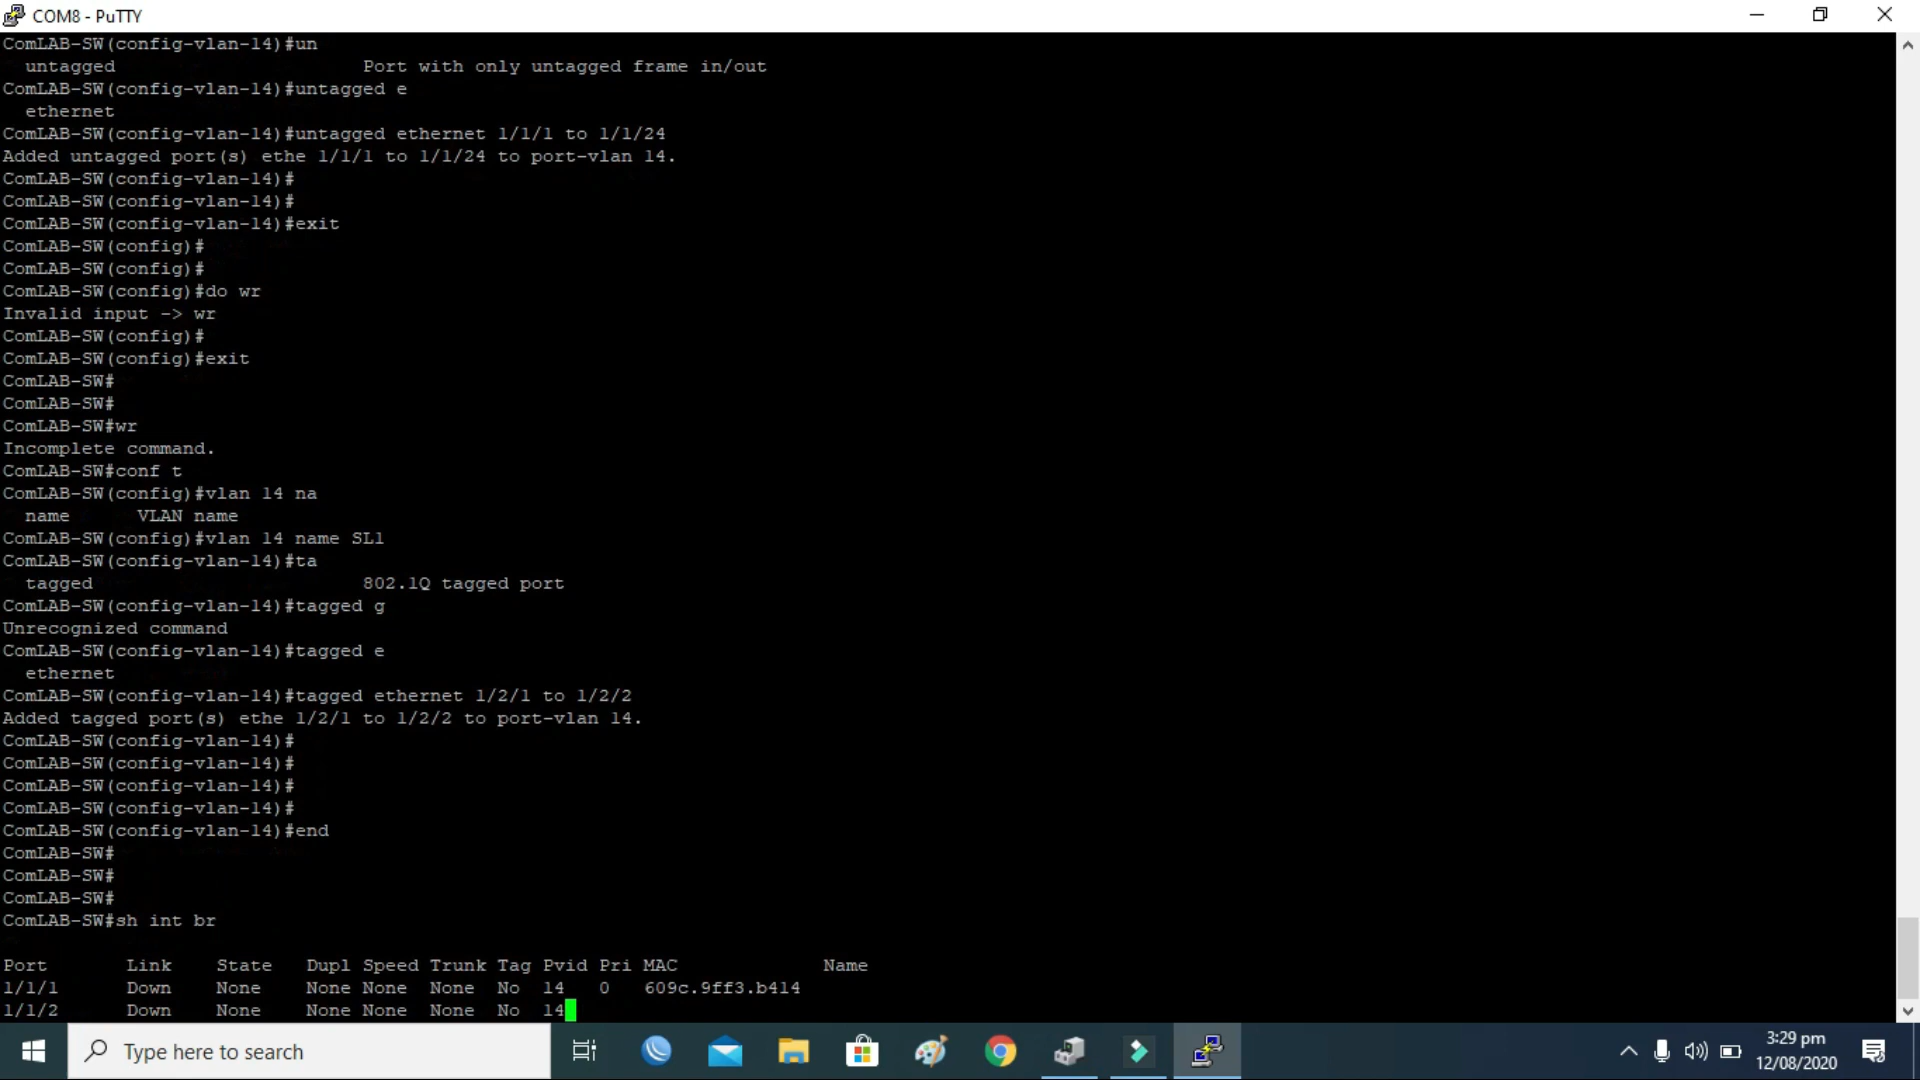 COM8 - PuTTY
ComLAB-SW(config-vlan-14)#un
  untagged                      Port with only untagged frame in/out
ComLAB-SW(config-vlan-14)#untagged e
  ethernet
ComLAB-SW(config-vlan-14)#untagged ethernet 1/1/1 to 1/1/24
Added untagged port(s) ethe 1/1/1 to 1/1/24 to port-vlan 14.
ComLAB-SW(config-vlan-14)#
ComLAB-SW(config-vlan-14)#
ComLAB-SW(config-vlan-14)#exit
ComLAB-SW(config)#
ComLAB-SW(config)#
ComLAB-SW(config)#do wr
Invalid input -> wr
ComLAB-SW(config)#
ComLAB-SW(config)#exit
ComLAB-SW#
ComLAB-SW#
ComLAB-SW#wr
Incomplete command.
ComLAB-SW#conf t
ComLAB-SW(config)#vlan 14 na
  name      VLAN name
ComLAB-SW(config)#vlan 14 name SL1
ComLAB-SW(config-vlan-14)#ta
  tagged                        802.1Q tagged port
ComLAB-SW(config-vlan-14)#tagged g
Unrecognized command
ComLAB-SW(config-vlan-14)#tagged e
  ethernet
ComLAB-SW(config-vlan-14)#tagged ethernet 1/2/1 to 1/2/2
Added tagged port(s) ethe 1/2/1 to 1/2/2 to port-vlan 14.
ComLAB-SW(config-vlan-14)#
ComLAB-SW(config-vlan-14)#
ComLAB-SW(config-vlan-14)#
ComLAB-SW(config-vlan-14)#
ComLAB-SW(config-vlan-14)#end
ComLAB-SW#
ComLAB-SW#
ComLAB-SW#
ComLAB-SW#sh int br
Port       Link    State   Dupl Speed Trunk Tag Pvid Pri MAC             Name
1/1/1      Down    None    None None  None  No  14   0   609c.9ff3.b414
1/1/2      Down    None    None None  None  No  14
Type here to search
3:29 pm
12/08/2020